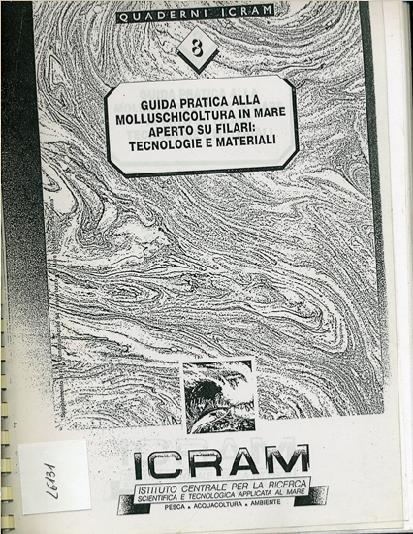 QUADERNI ICRAM
8
GUIDA PRATICA ALLA
MOLLUSCHICOLTURA IN MARE
APERTO SU FILARI:
TECNOLOGIE E MATERIALI
ICRAM
ISTITUTO CENTRALE PER LA RICERCA
SCIENTIFICA E TECNOLOGICA APPLICATA AL MARE
PESCA ▲ ACQUACOLTURA ▲ AMBIENTE